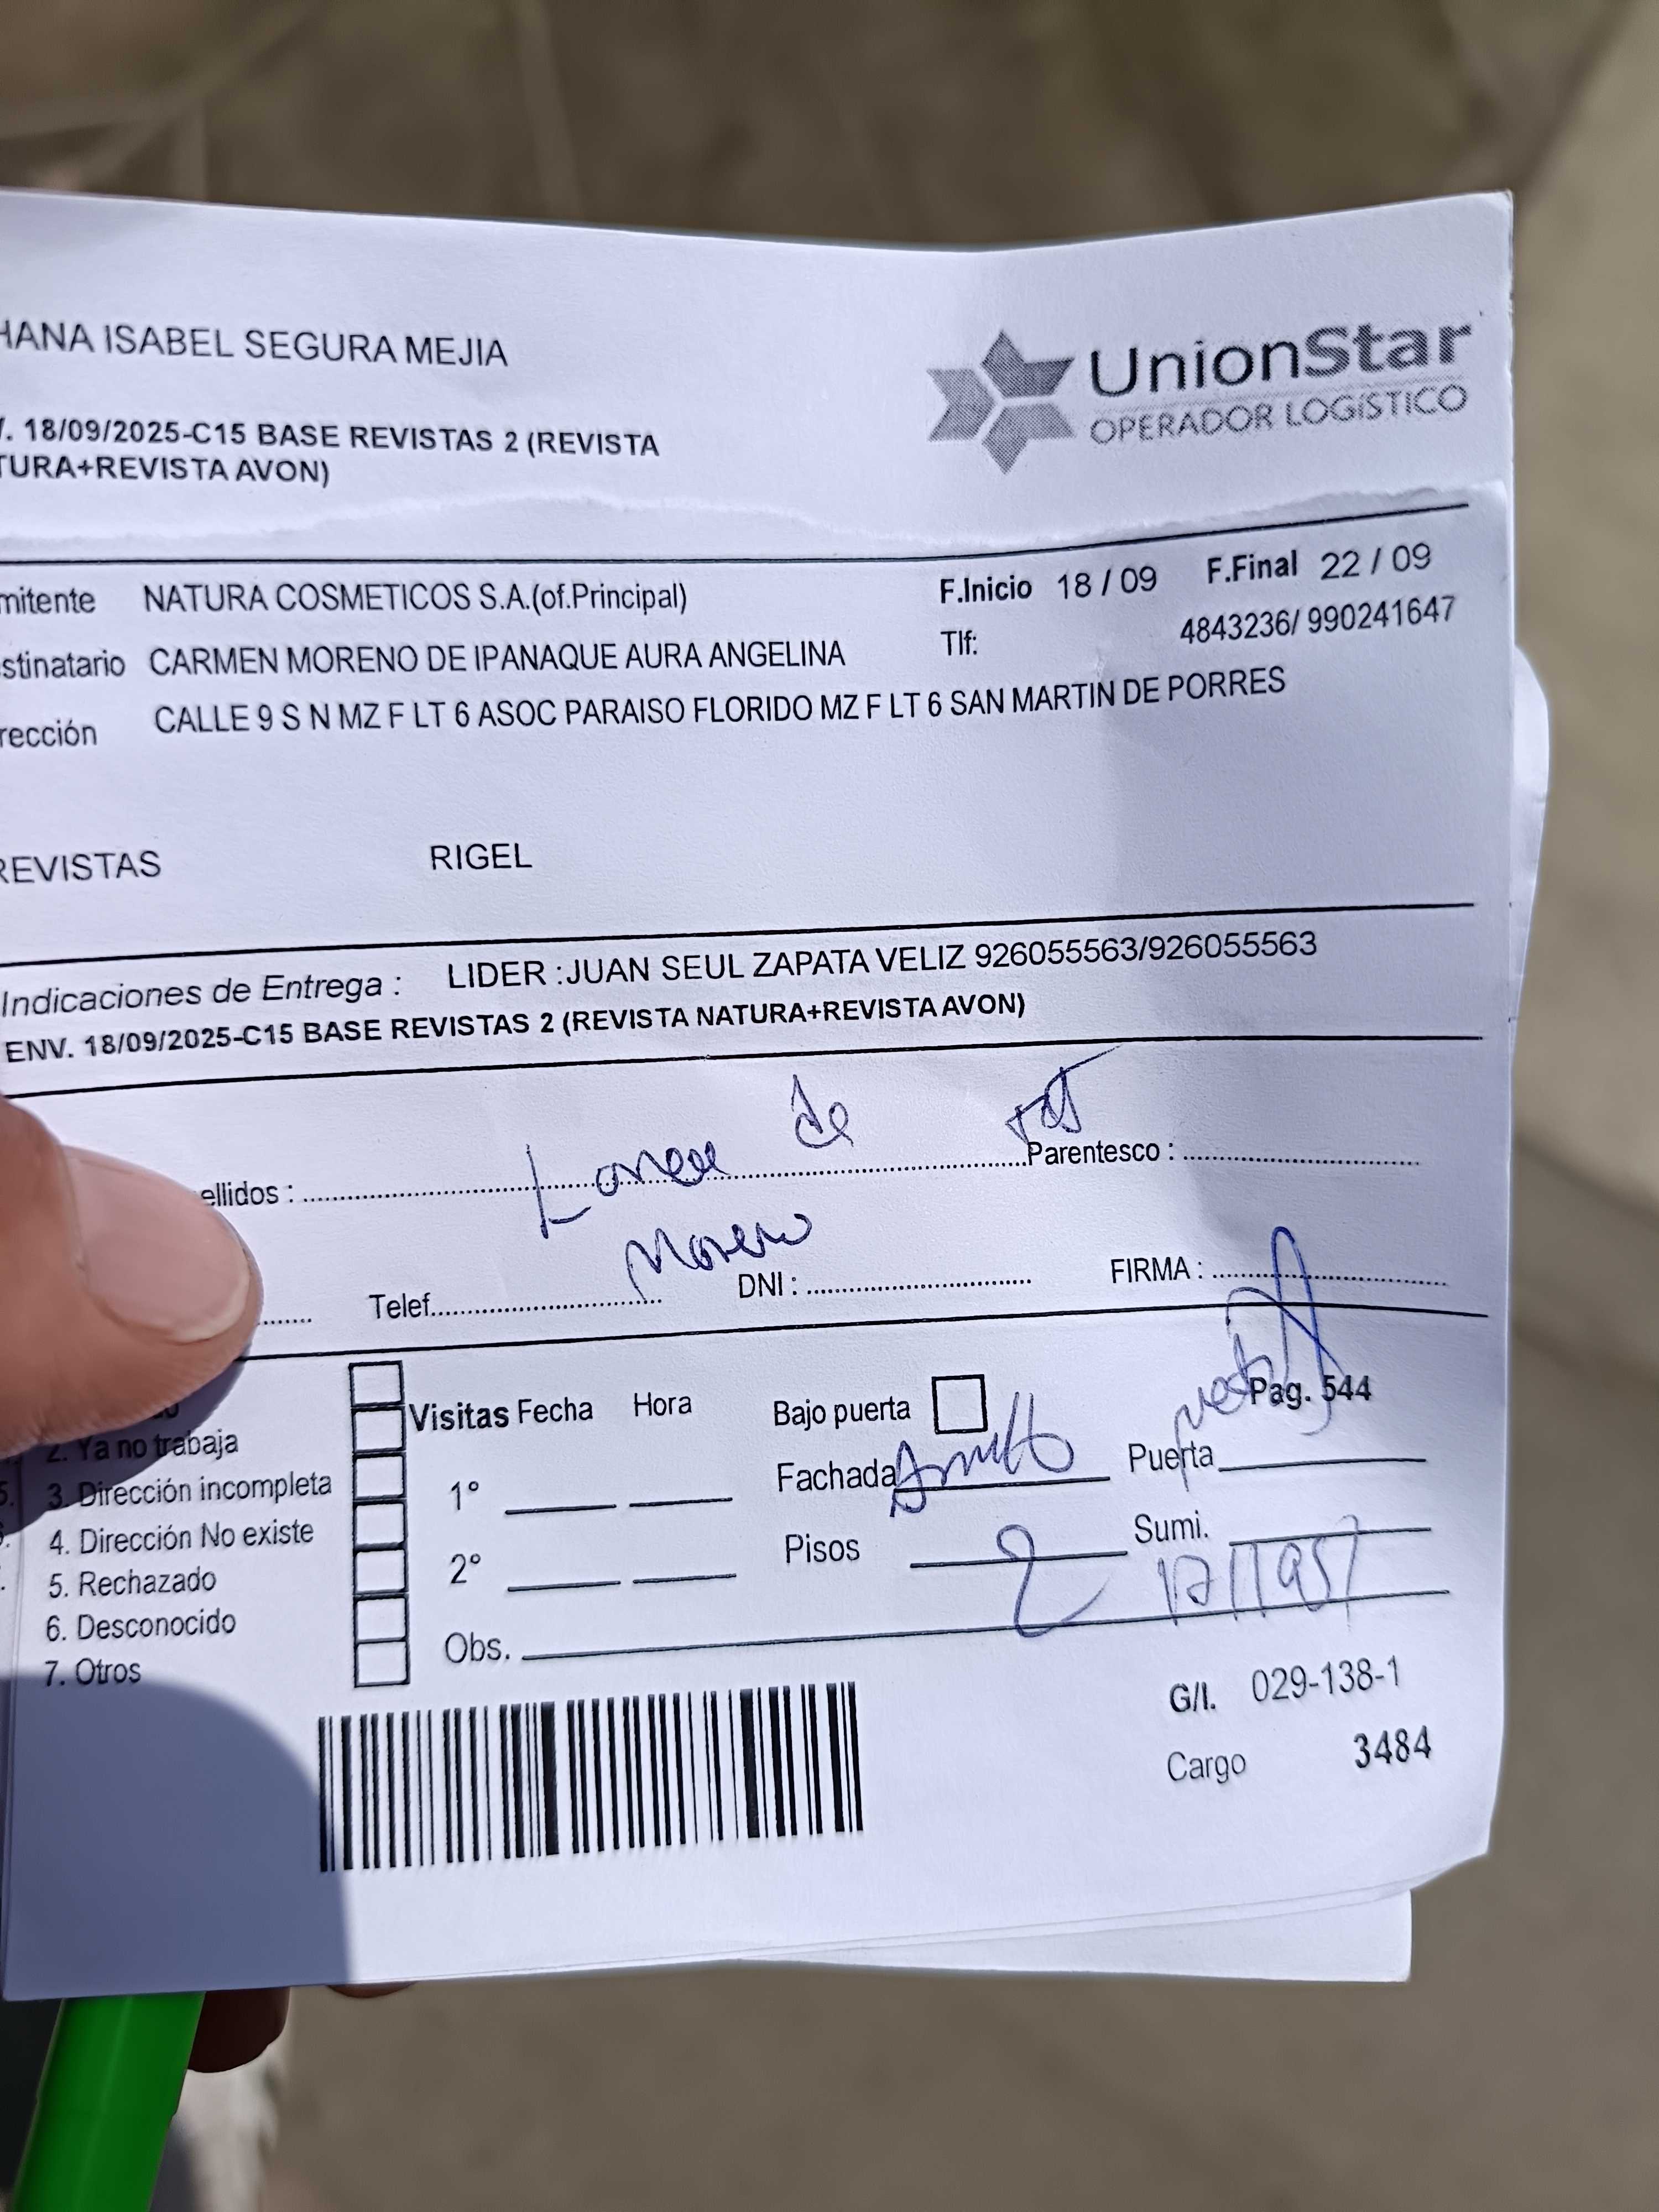 HANA ISABEL SEGURA MEJIA
UnionStar
OPERADOR LOGÍSTICO
. 18/09/2025-C15 BASE REVISTAS 2 (REVISTA
TURA+REVISTA AVON)
mitente NATURA COSMETICOS S.A.(of.Principal) F.Inicio 18 / 09 F.Final 22 / 09
stinatario CARMEN MORENO DE IPANAQUE AURA ANGELINA Tlf: 4843236/ 990241647
rección CALLE 9 S N MZ F LT 6 ASOC PARAISO FLORIDO MZ F LT 6 SAN MARTIN DE PORRES
REVISTAS RIGEL
Indicaciones de Entrega : LIDER :JUAN SEUL ZAPATA VELIZ 926055563/926055563
ENV. 18/09/2025-C15 BASE REVISTAS 2 (REVISTA NATURA+REVISTA AVON)
de
ellidos : Parentesco :
Moreno
Telef. DNI : FIRMA :
Visitas Fecha Hora Bajo puerta Pag. 544
2. Ya no trabaja
3. Dirección incompleta 1° Fachada Puerta
4. Dirección No existe Pisos 2 Sumi.
5. Rechazado 2°
6. Desconocido
7. Otros Obs.
G/I. 029-138-1
Cargo 3484